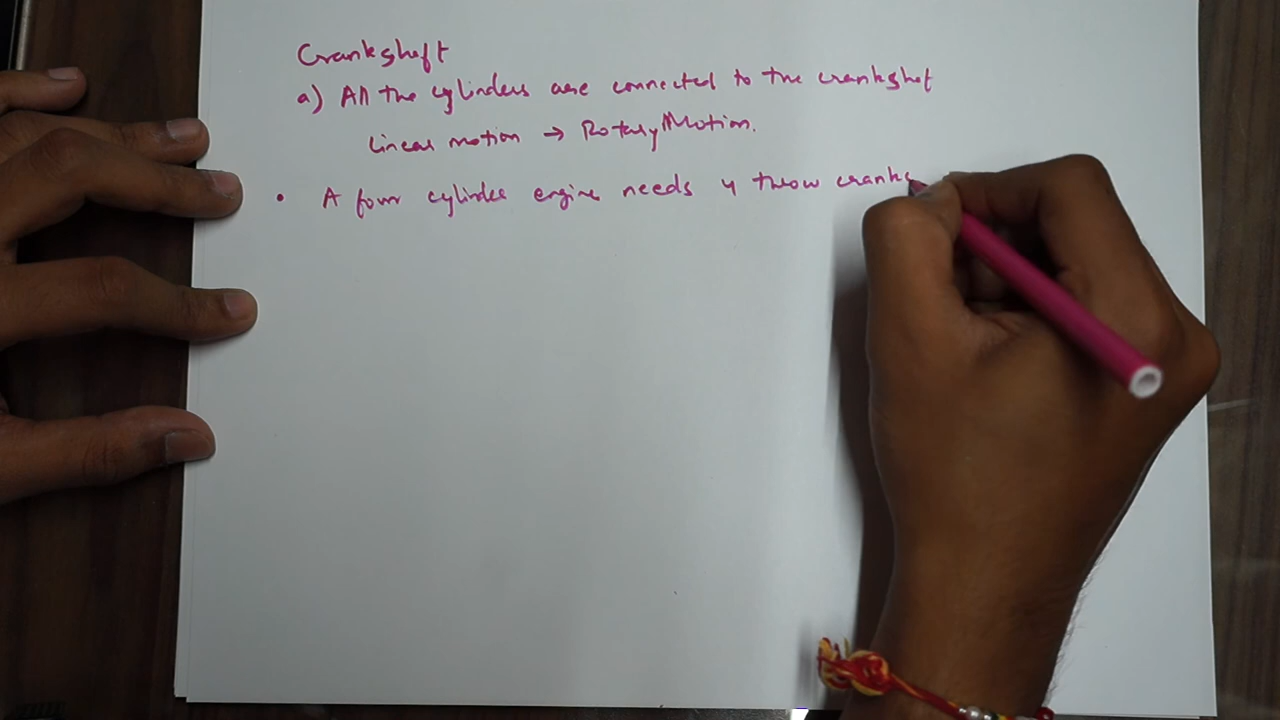 Crankshaft
a) All the cylinders are connected to the crankshaft
Linear motion → Rotary Motion.
• A four cylinder engine needs 4 throw cranks